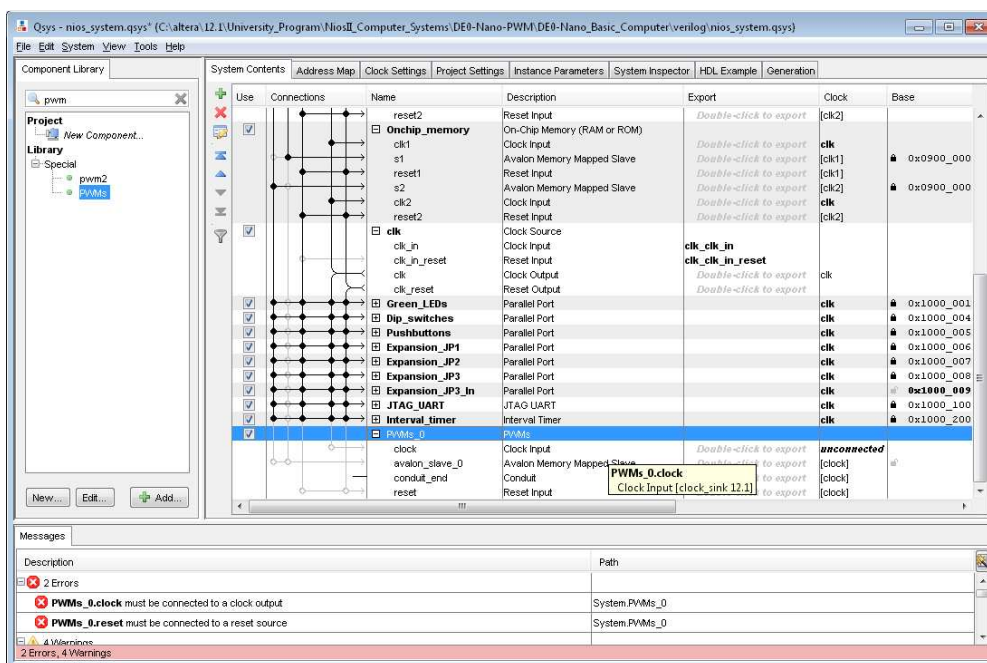 Qsys - nios_system.qsys* (C:\altera\12.1\University_Program\NiosII_Computer_Systems\DE0-Nano-PWM\DE0-Nano_Basic_Computer\verilog\nios_system.qsys)
File Edit System View Tools Help
Component Library
pwm
Project
New Component...
Library
Special
pwm2
PWMs
New... Edit... Add...
System Contents Address Map Clock Settings Project Settings Instance Parameters System Inspector HDL Example Generation
Use Connections Name Description Export Clock Base
reset2 Reset Input Double-click to export [clk2]
Onchip_memory On-Chip Memory (RAM or ROM)
clk1 Clock Input Double-click to export clk
s1 Avalon Memory Mapped Slave Double-click to export [clk1] 0x0900_000
reset1 Reset Input Double-click to export [clk1]
s2 Avalon Memory Mapped Slave Double-click to export [clk2] 0x0900_000
clk2 Clock Input Double-click to export clk
reset2 Reset Input Double-click to export [clk2]
clk Clock Source
clk_in Clock Input clk_clk_in
clk_in_reset Reset Input clk_clk_in_reset
clk Clock Output Double-click to export clk
clk_reset Reset Output Double-click to export
Green_LEDs Parallel Port clk 0x1000_001
Dip_switches Parallel Port clk 0x1000_004
Pushbuttons Parallel Port clk 0x1000_005
Expansion_JP1 Parallel Port clk 0x1000_006
Expansion_JP2 Parallel Port clk 0x1000_007
Expansion_JP3 Parallel Port clk 0x1000_008
Expansion_JP3_In Parallel Port clk 0x1000_009
JTAG_UART JTAG UART clk 0x1000_100
Interval_timer Interval Timer clk 0x1000_200
PWMs_0 PWMs
clock Clock Input Double-click to export unconnected
avalon_slave_0 Avalon Memory Mapped Slave Double-click to export [clock]
conduit_end Conduit to export [clock]
reset Reset Input Double-click to export [clock]
PWMs_0.clock
Clock Input [clock_sink 12.1]
Messages
Description Path
2 Errors
PWMs_0.clock must be connected to a clock output System.PWMs_0
PWMs_0.reset must be connected to a reset source System.PWMs_0
4 Warnings
2 Errors, 4 Warnings